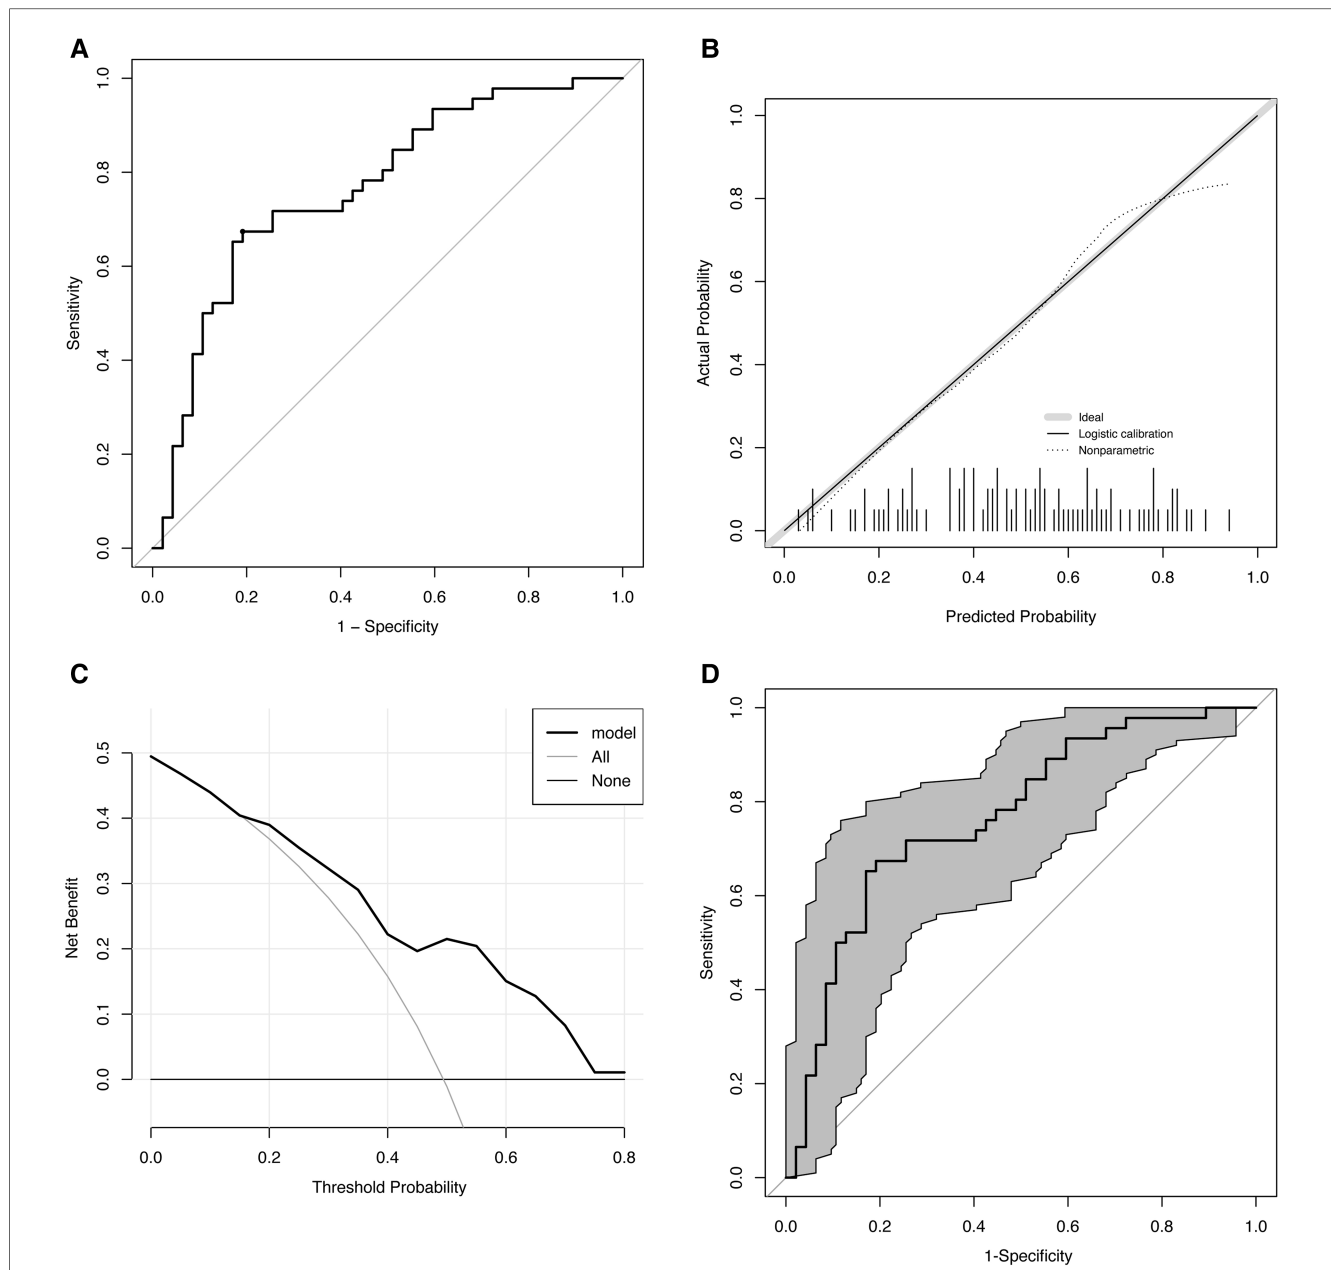 A
1.0
0.8
0.6
0.4
0.2
0.0
Sensitivity
0.0 0.2 0.4 0.6 0.8 1.0
1 − Specificity
B
1.0
0.8
0.6
0.4
0.2
0.0
Actual Probability
Ideal
Logistic calibration
Nonparametric
0.0 0.2 0.4 0.6 0.8 1.0
Predicted Probability
C
model
All
None
0.5
0.4
0.3
0.2
0.1
0.0
Net Benefit
0.0 0.2 0.4 0.6 0.8
Threshold Probability
D
1.0
0.8
0.6
0.4
0.2
0.0
Sensitivity
0.0 0.2 0.4 0.6 0.8 1.0
1-Specificity